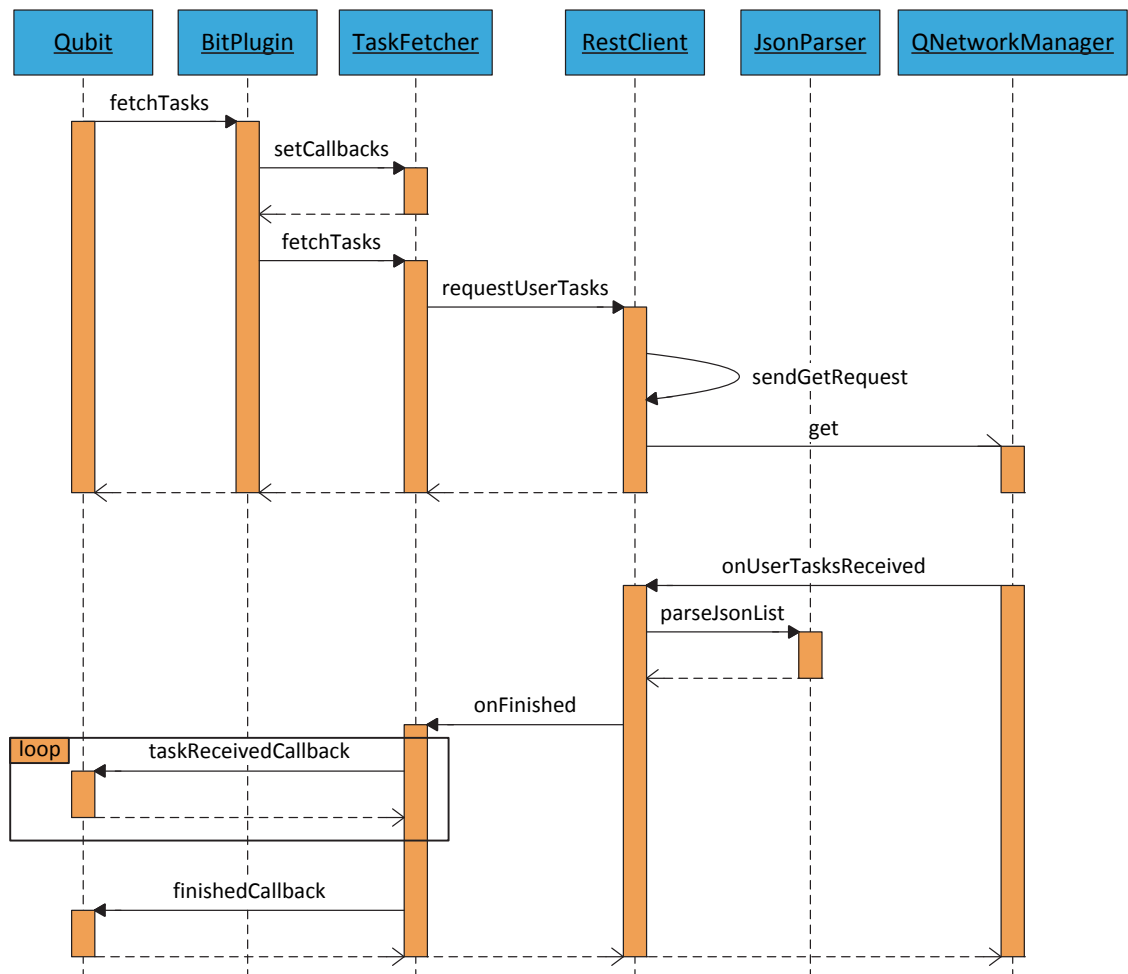 Qubit
BitPlugin
TaskFetcher
RestClient
JsonParser
QNetworkManager
fetchTasks
setCallbacks
fetchTasks
requestUserTasks
sendGetRequest
get
onUserTasksReceived
parseJsonList
onFinished
loop
taskReceivedCallback
finishedCallback